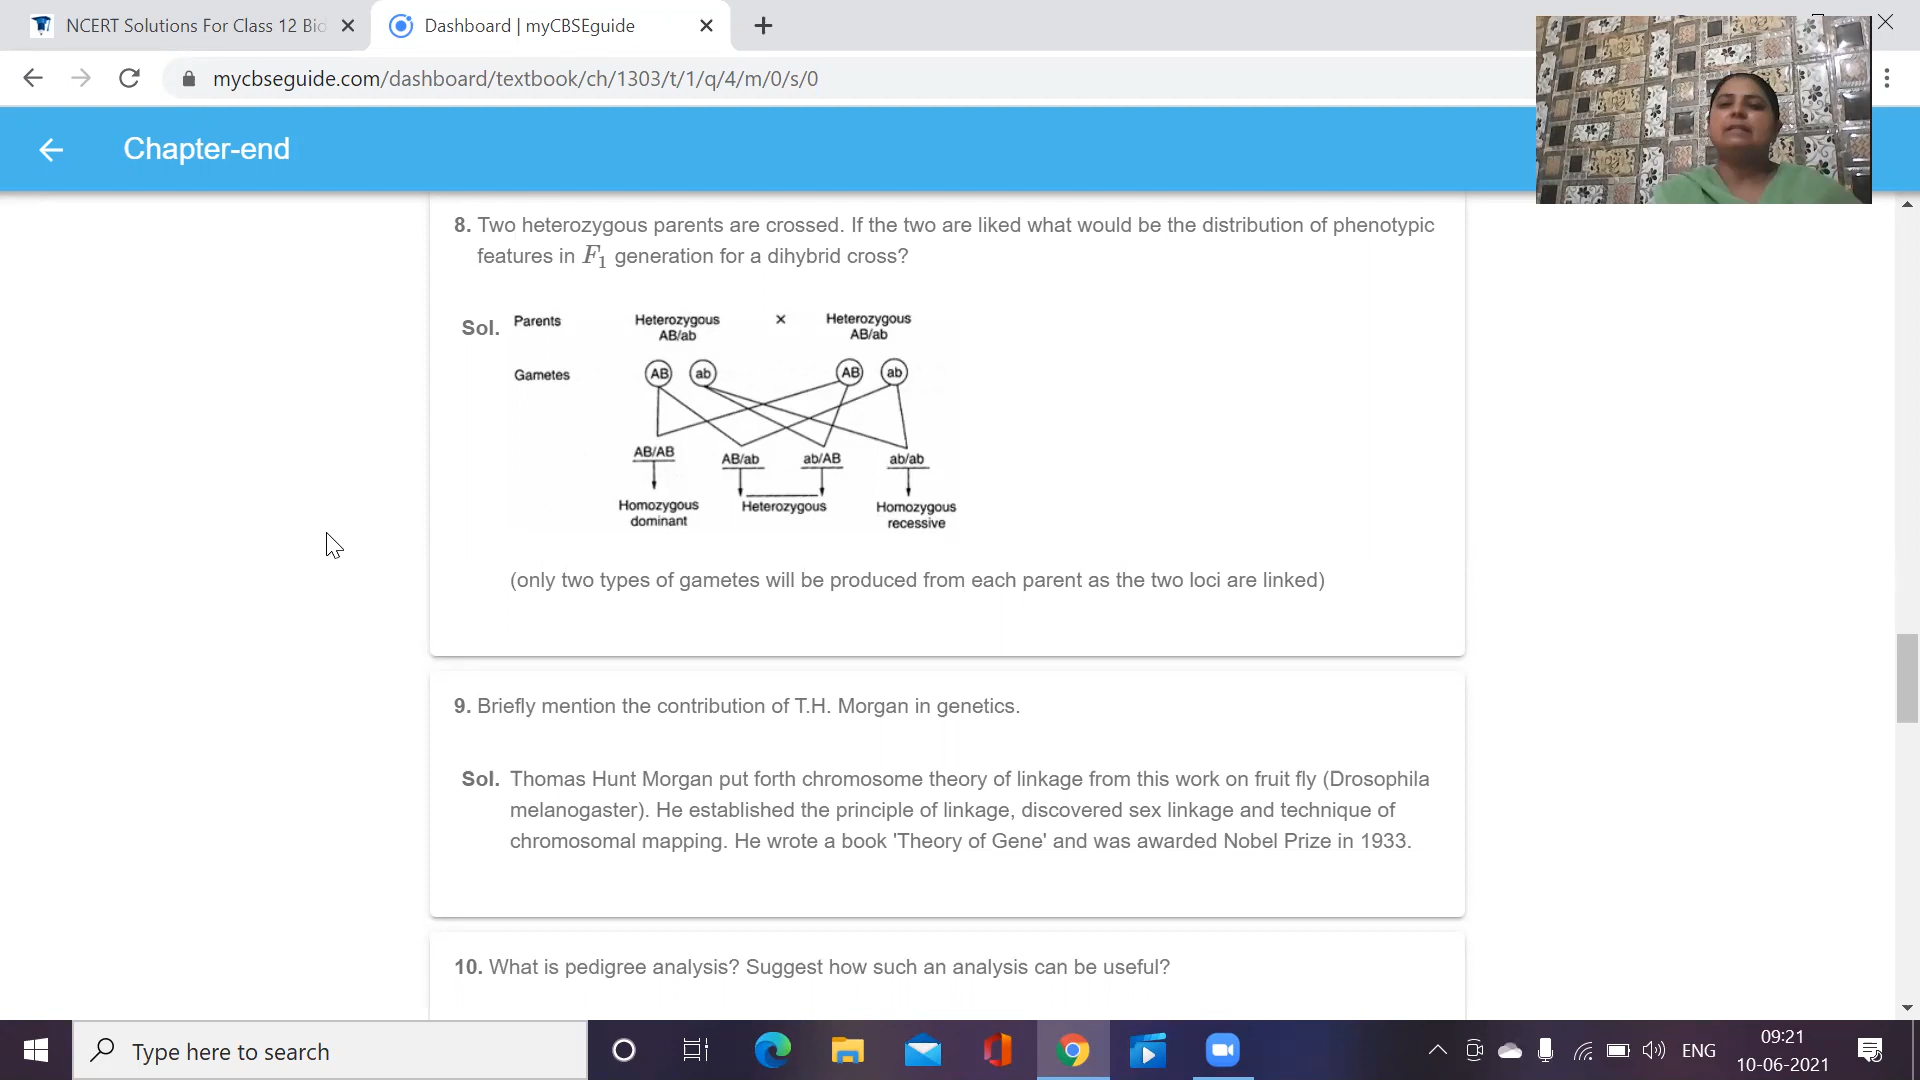 NCERT Solutions For Class 12 Bio
Dashboard | myCBSEguide
mycbseguide.com/dashboard/textbook/ch/1303/t/1/q/4/m/0/s/0
Chapter-end
8. Two heterozygous parents are crossed. If the two are liked what would be the distribution of phenotypic
features in F1 generation for a dihybrid cross?
Sol. Parents Heterozygous × Heterozygous
AB/ab AB/ab
Gametes AB ab AB ab
AB/AB AB/ab ab/AB ab/ab
Homozygous Heterozygous Homozygous
dominant recessive
(only two types of gametes will be produced from each parent as the two loci are linked)
9. Briefly mention the contribution of T.H. Morgan in genetics.
Sol. Thomas Hunt Morgan put forth chromosome theory of linkage from this work on fruit fly (Drosophila
melanogaster). He established the principle of linkage, discovered sex linkage and technique of
chromosomal mapping. He wrote a book 'Theory of Gene' and was awarded Nobel Prize in 1933.
10. What is pedigree analysis? Suggest how such an analysis can be useful?
Type here to search
ENG
09:21
10-06-2021